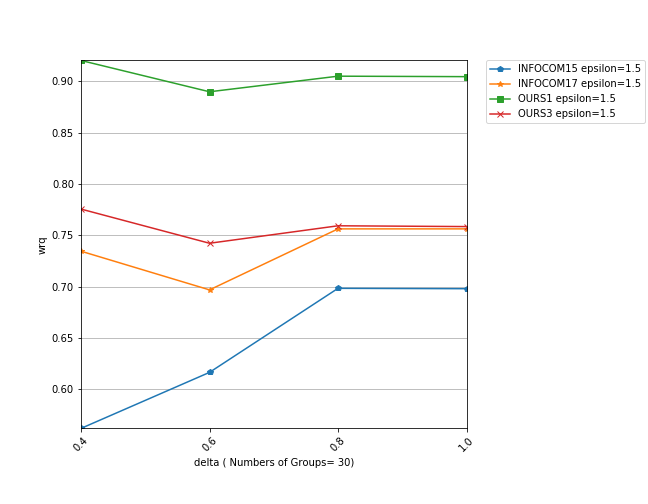 INFOCOM15 epsilon=1.5
INFOCOM17 epsilon=1.5
OURS1 epsilon=1.5
OURS3 epsilon=1.5
0.90
0.85
0.80
0.75
0.70
0.65
0.60
wrq
0.4
0.6
0.8
1.0
delta ( Numbers of Groups= 30)